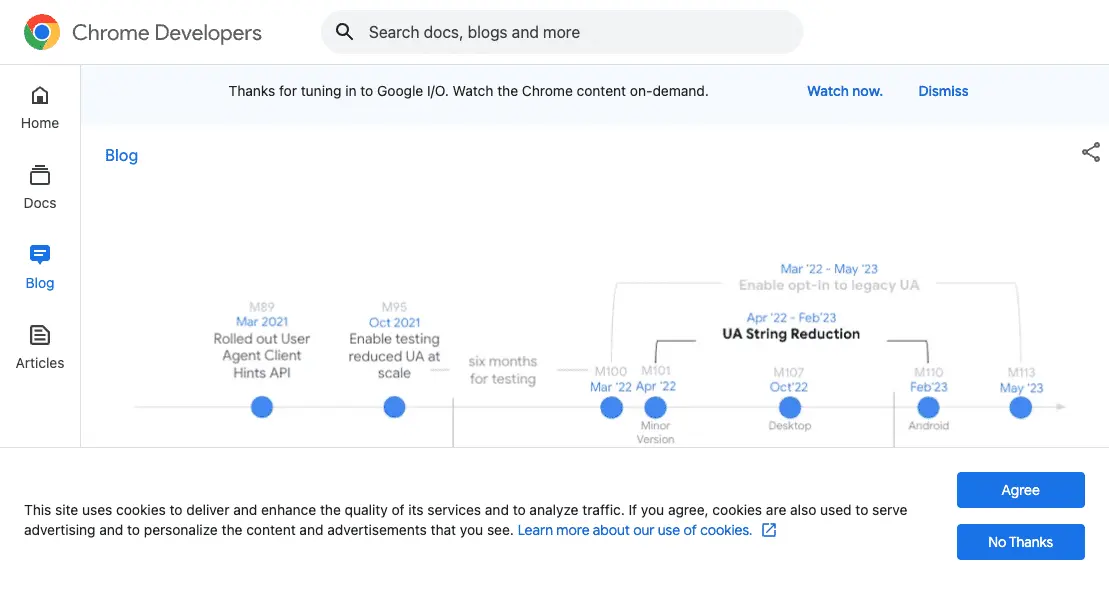 Chrome Developers
Search docs, blogs and more
Thanks for tuning in to Google I/O. Watch the Chrome content on-demand.
Watch now.
Dismiss
Home
Docs
Blog
Articles
Blog
Mar '22 - May '23
Enable opt-in to legacy UA
Apr '22 - Feb'23
UA String Reduction
M89
Mar 2021
Rolled out User
Agent Client
Hints API
M95
Oct 2021
Enable testing
reduced UA at
scale
six months
for testing
M100
Mar '22
M101
Apr '22
Minor
Version
M107
Oct'22
Desktop
M110
Feb'23
Android
M113
May '23
This site uses cookies to deliver and enhance the quality of its services and to analyze traffic. If you agree, cookies are also used to serve
advertising and to personalize the content and advertisements that you see. Learn more about our use of cookies.
Agree
No Thanks